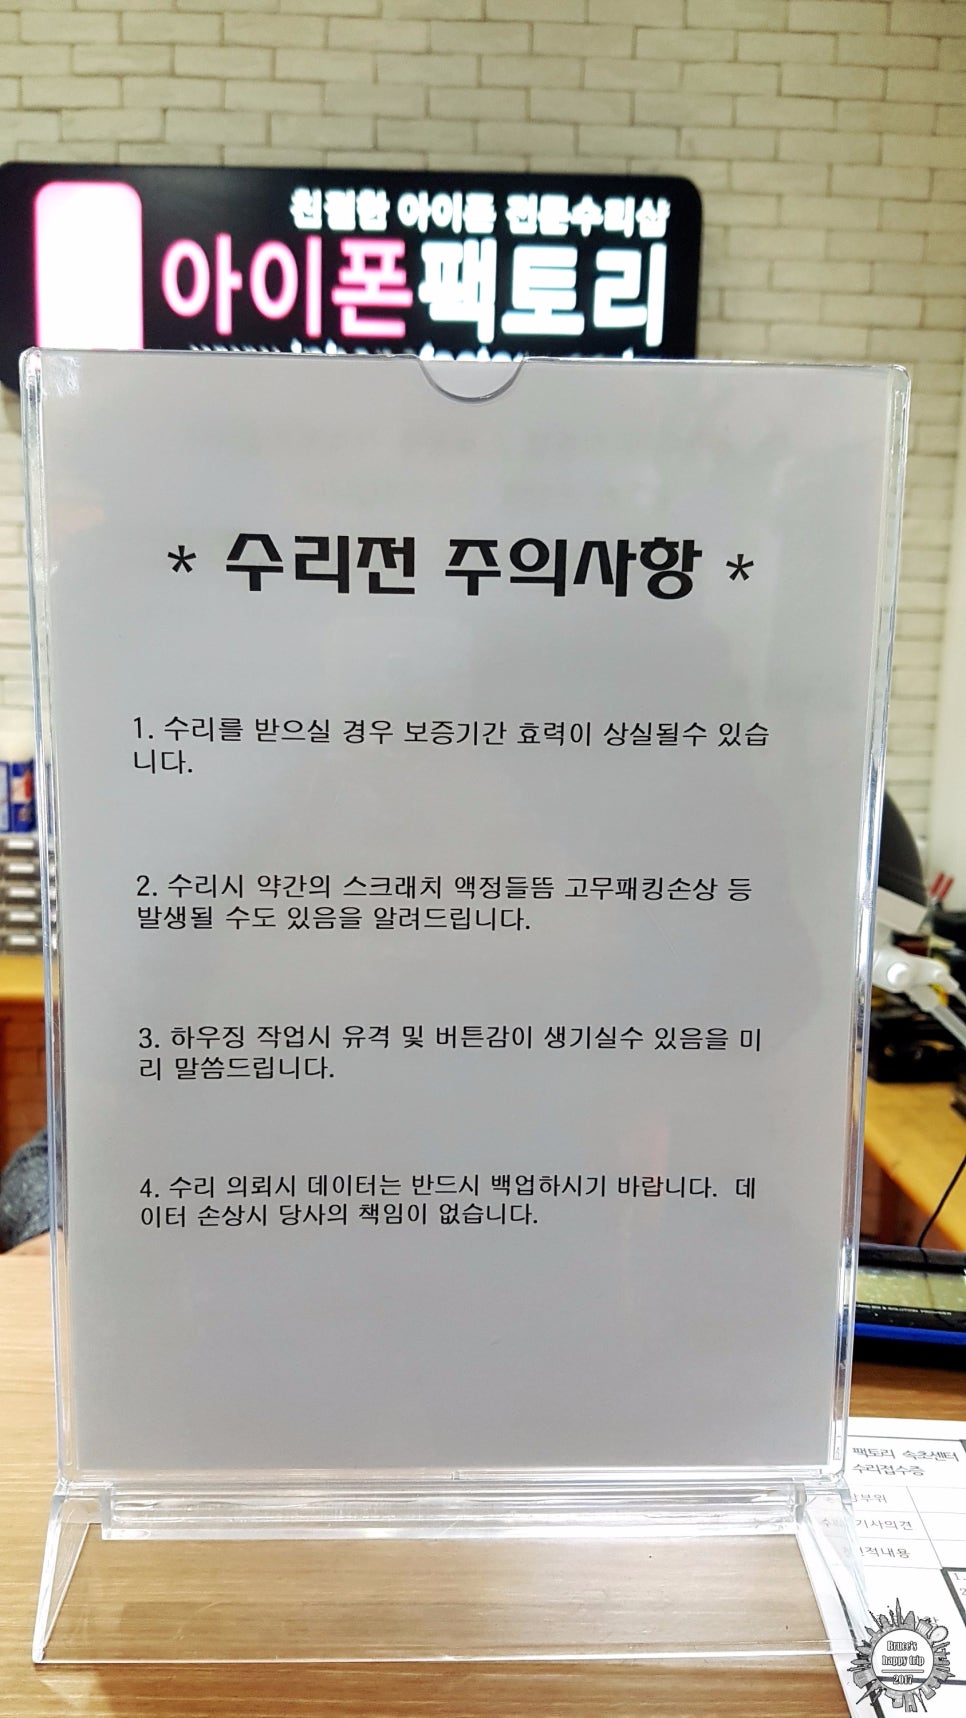 친절한 아이폰 전문수리샵
아이폰팩토리
* 수리전 주의사항 *
1. 수리를 받으실 경우 보증기간 효력이 상실될수 있습
니다.
2. 수리시 약간의 스크래치 액정들뜸 고무패킹손상 등
발생될 수도 있음을 알려드립니다.
3. 하우징 작업시 유격 및 버튼감이 생기실수 있음을 미
리 말씀드립니다.
4. 수리 의뢰시 데이터는 반드시 백업하시기 바랍니다. 데
이터 손상시 당사의 책임이 없습니다.
팩토리 속초센터
수리접수증
부위
기사의견
적내용
Bruce's
happy trip
2017